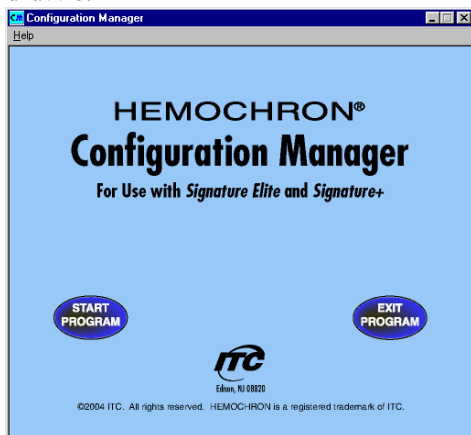 Configuration Manager
Help
HEMOCHRON®
Configuration Manager
For Use with Signature Elite and Signature+
START
PROGRAM
EXIT
PROGRAM
ITC
Edison, NJ 08820
©2004 ITC. All rights reserved. HEMOCHRON is a registered trademark of ITC.